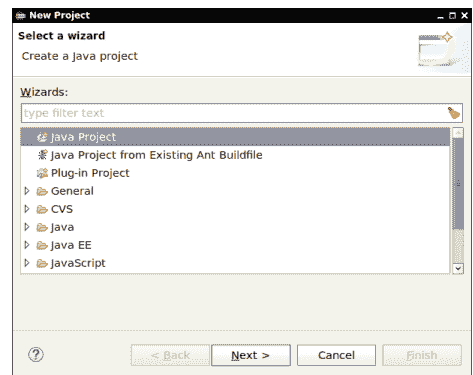 New Project
Select a wizard
Create a Java project
Wizards:
type filter text
Java Project
Java Project from Existing Ant Buildfile
Plug-in Project
General
CVS
Java
Java EE
JavaScript
? < Back Next > Cancel Finish